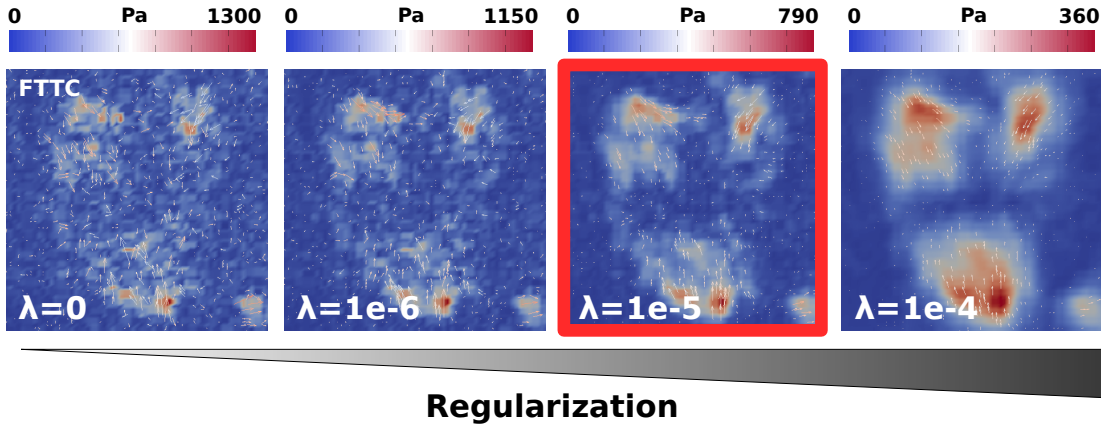 0 Pa 1300
0 Pa 1150
0 Pa 790
0 Pa 360
FTTC
λ=0
λ=1e-6
λ=1e-5
λ=1e-4
Regularization